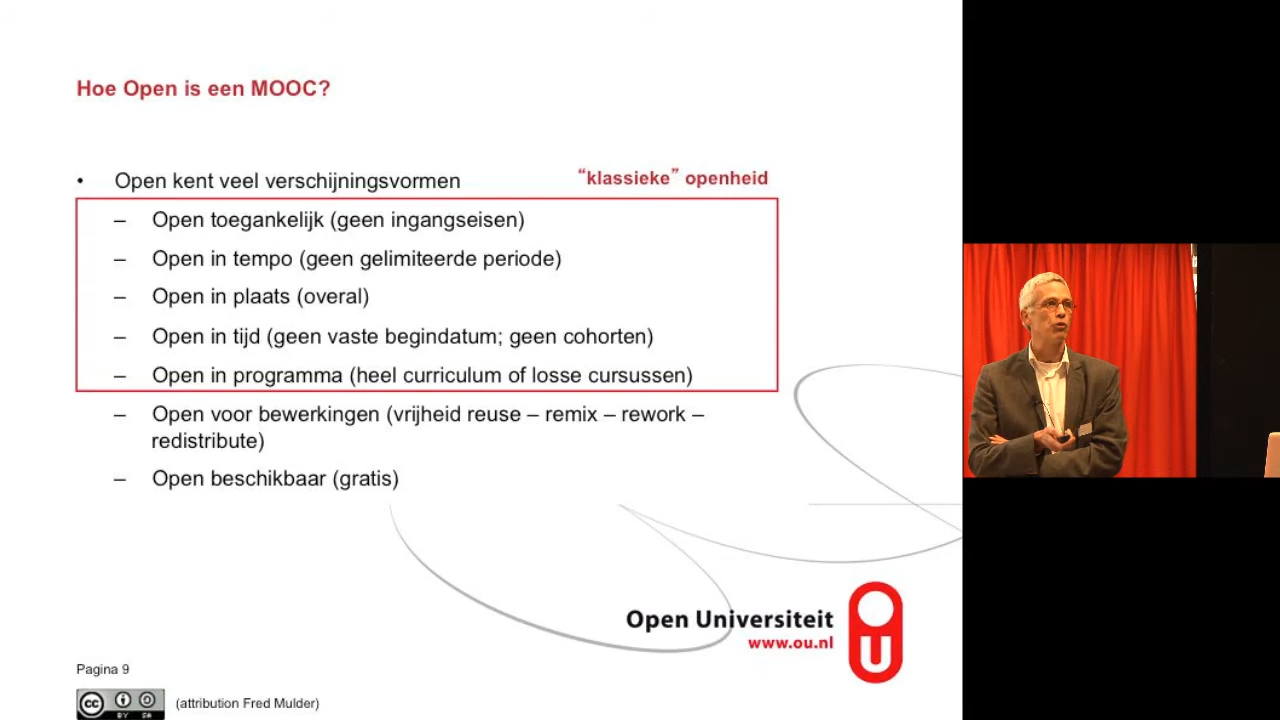 Hoe Open is een MOOC?
• Open kent veel verschijningsvormen
“klassieke” openheid
– Open toegankelijk (geen ingangseisen)
– Open in tempo (geen gelimiteerde periode)
– Open in plaats (overal)
– Open in tijd (geen vaste begindatum; geen cohorten)
– Open in programma (heel curriculum of losse cursussen)
– Open voor bewerkingen (vrijheid reuse – remix – rework –
redistribute)
– Open beschikbaar (gratis)
Open Universiteit
www.ou.nl
Pagina 9
cc BY SA (attribution Fred Mulder)